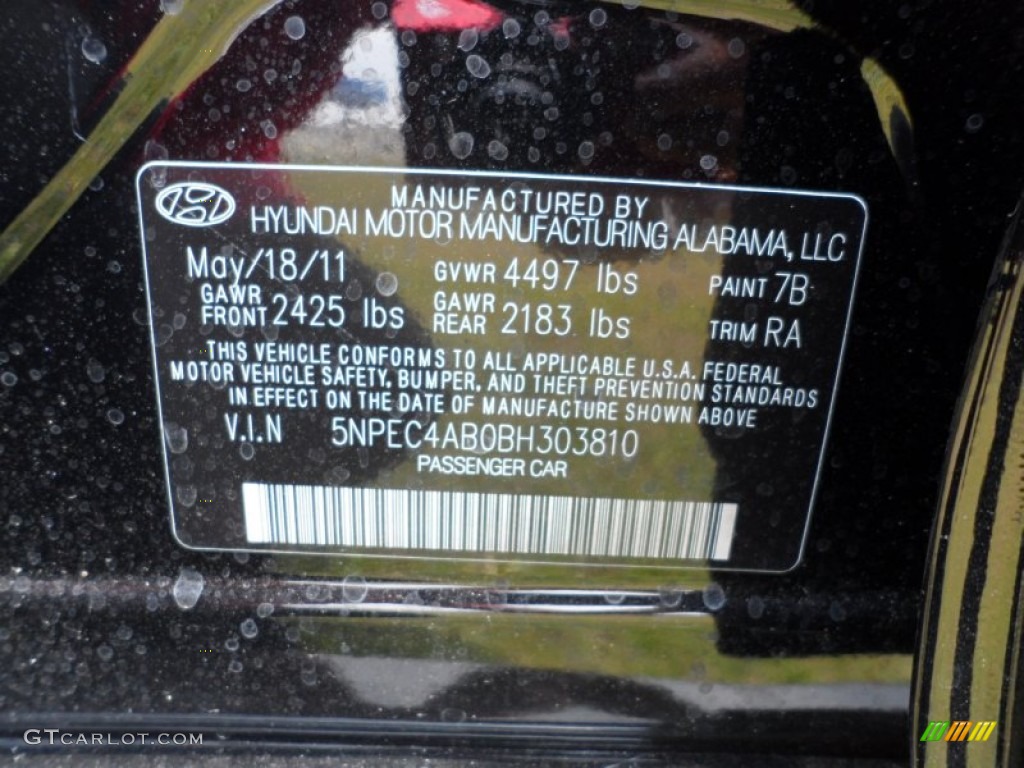 MANUFACTURED BY
HYUNDAI MOTOR MANUFACTURING ALABAMA, LLC
May/18/11 GVWR 4497 lbs PAINT 7B
GAWR FRONT 2425 lbs GAWR REAR 2183 lbs TRIM RA
THIS VEHICLE CONFORMS TO ALL APPLICABLE U.S.A. FEDERAL
MOTOR VEHICLE SAFETY, BUMPER, AND THEFT PREVENTION STANDARDS
IN EFFECT ON THE DATE OF MANUFACTURE SHOWN ABOVE
V.I.N 5NPEC4AB0BH303810
PASSENGER CAR
GTCARLOT.COM